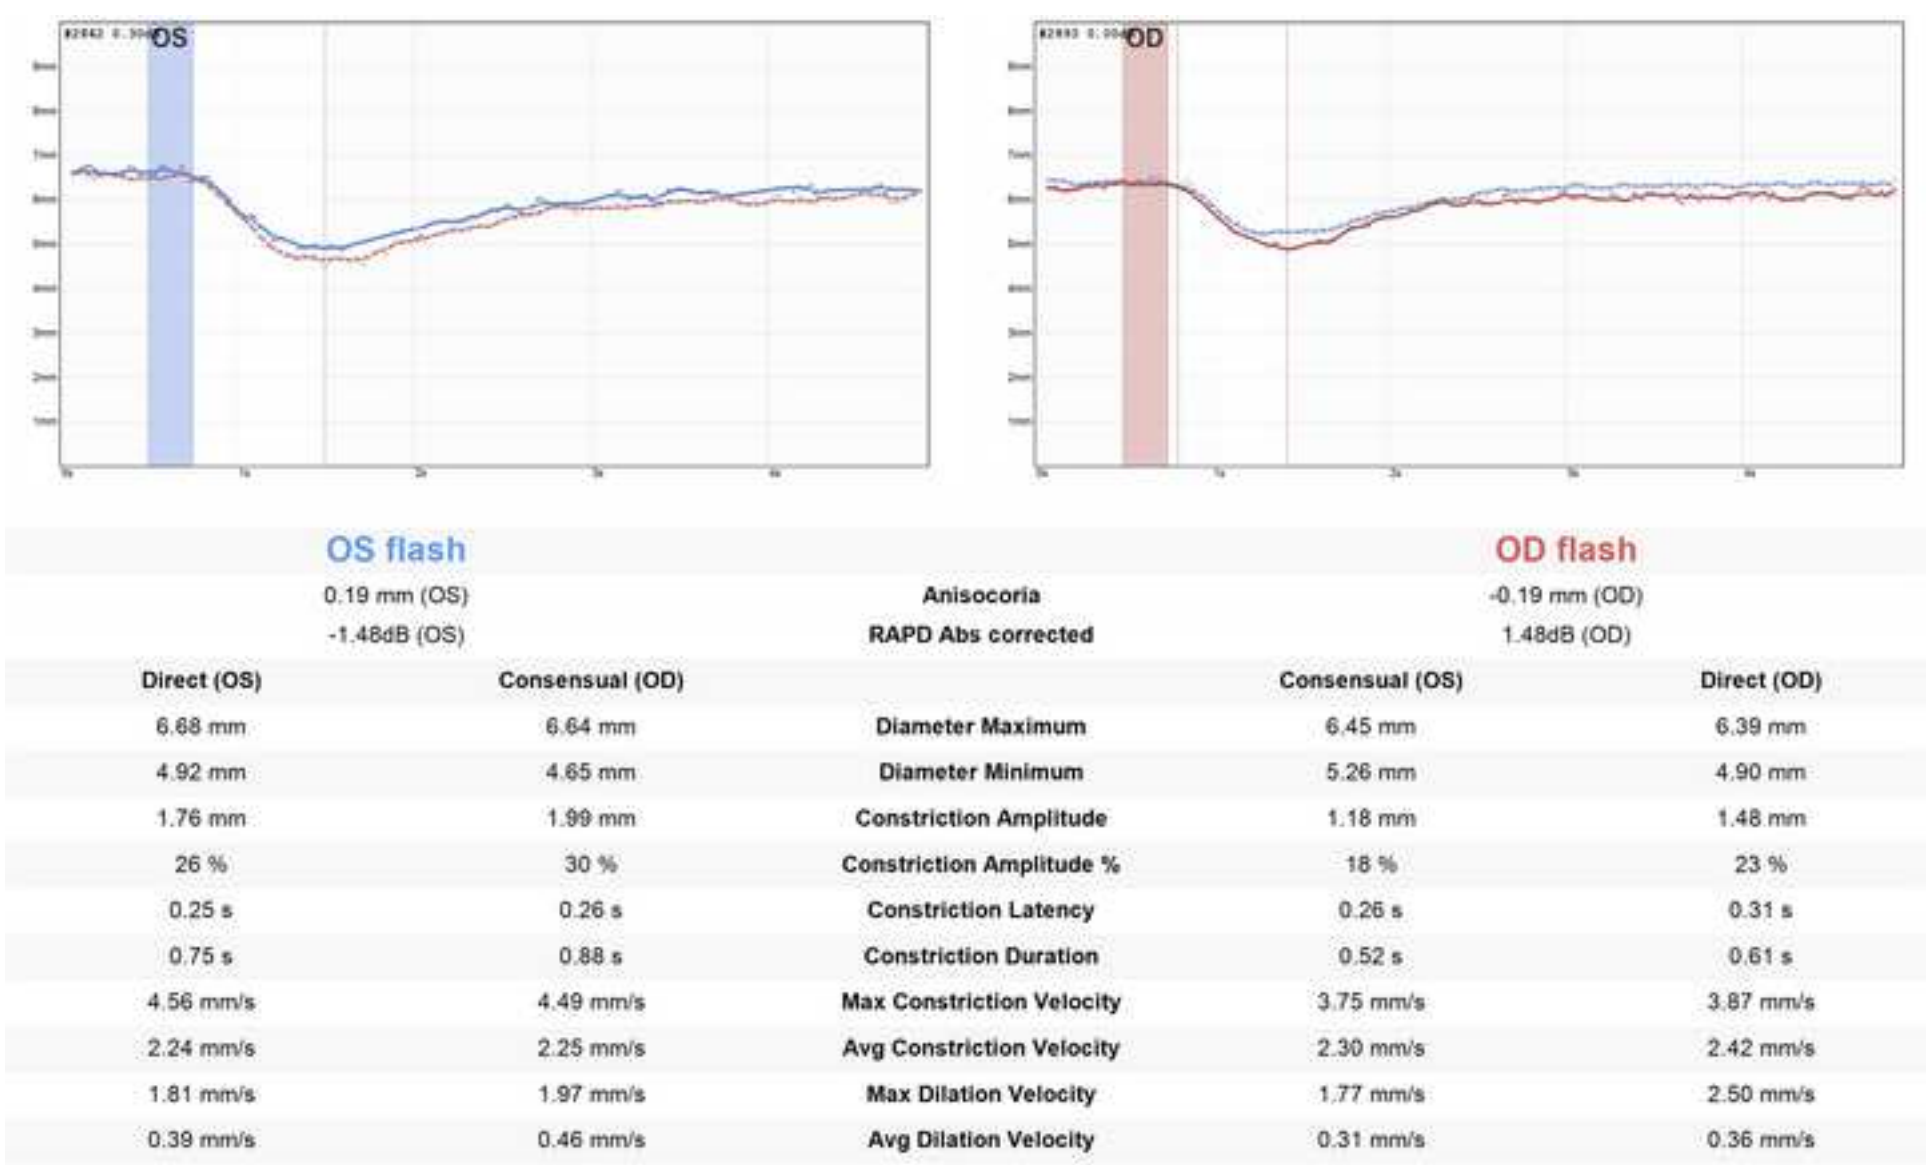 OS
OD
OS flash
OD flash
0.19 mm (OS)
Anisocoria
-0.19 mm (OD)
-1.48dB (OS)
RAPD Abs corrected
1.48dB (OD)
Direct (OS)
Consensual (OD)
Consensual (OS)
Direct (OD)
6.68 mm
6.64 mm
Diameter Maximum
6.45 mm
6.39 mm
4.92 mm
4.65 mm
Diameter Minimum
5.26 mm
4.90 mm
1.76 mm
1.99 mm
Constriction Amplitude
1.18 mm
1.48 mm
26 %
30 %
Constriction Amplitude %
18 %
23 %
0.25 s
0.26 s
Constriction Latency
0.26 s
0.31 s
0.75 s
0.88 s
Constriction Duration
0.52 s
0.61 s
4.56 mm/s
4.49 mm/s
Max Constriction Velocity
3.75 mm/s
3.87 mm/s
2.24 mm/s
2.25 mm/s
Avg Constriction Velocity
2.30 mm/s
2.42 mm/s
1.81 mm/s
1.97 mm/s
Max Dilation Velocity
1.77 mm/s
2.50 mm/s
0.39 mm/s
0.46 mm/s
Avg Dilation Velocity
0.31 mm/s
0.36 mm/s